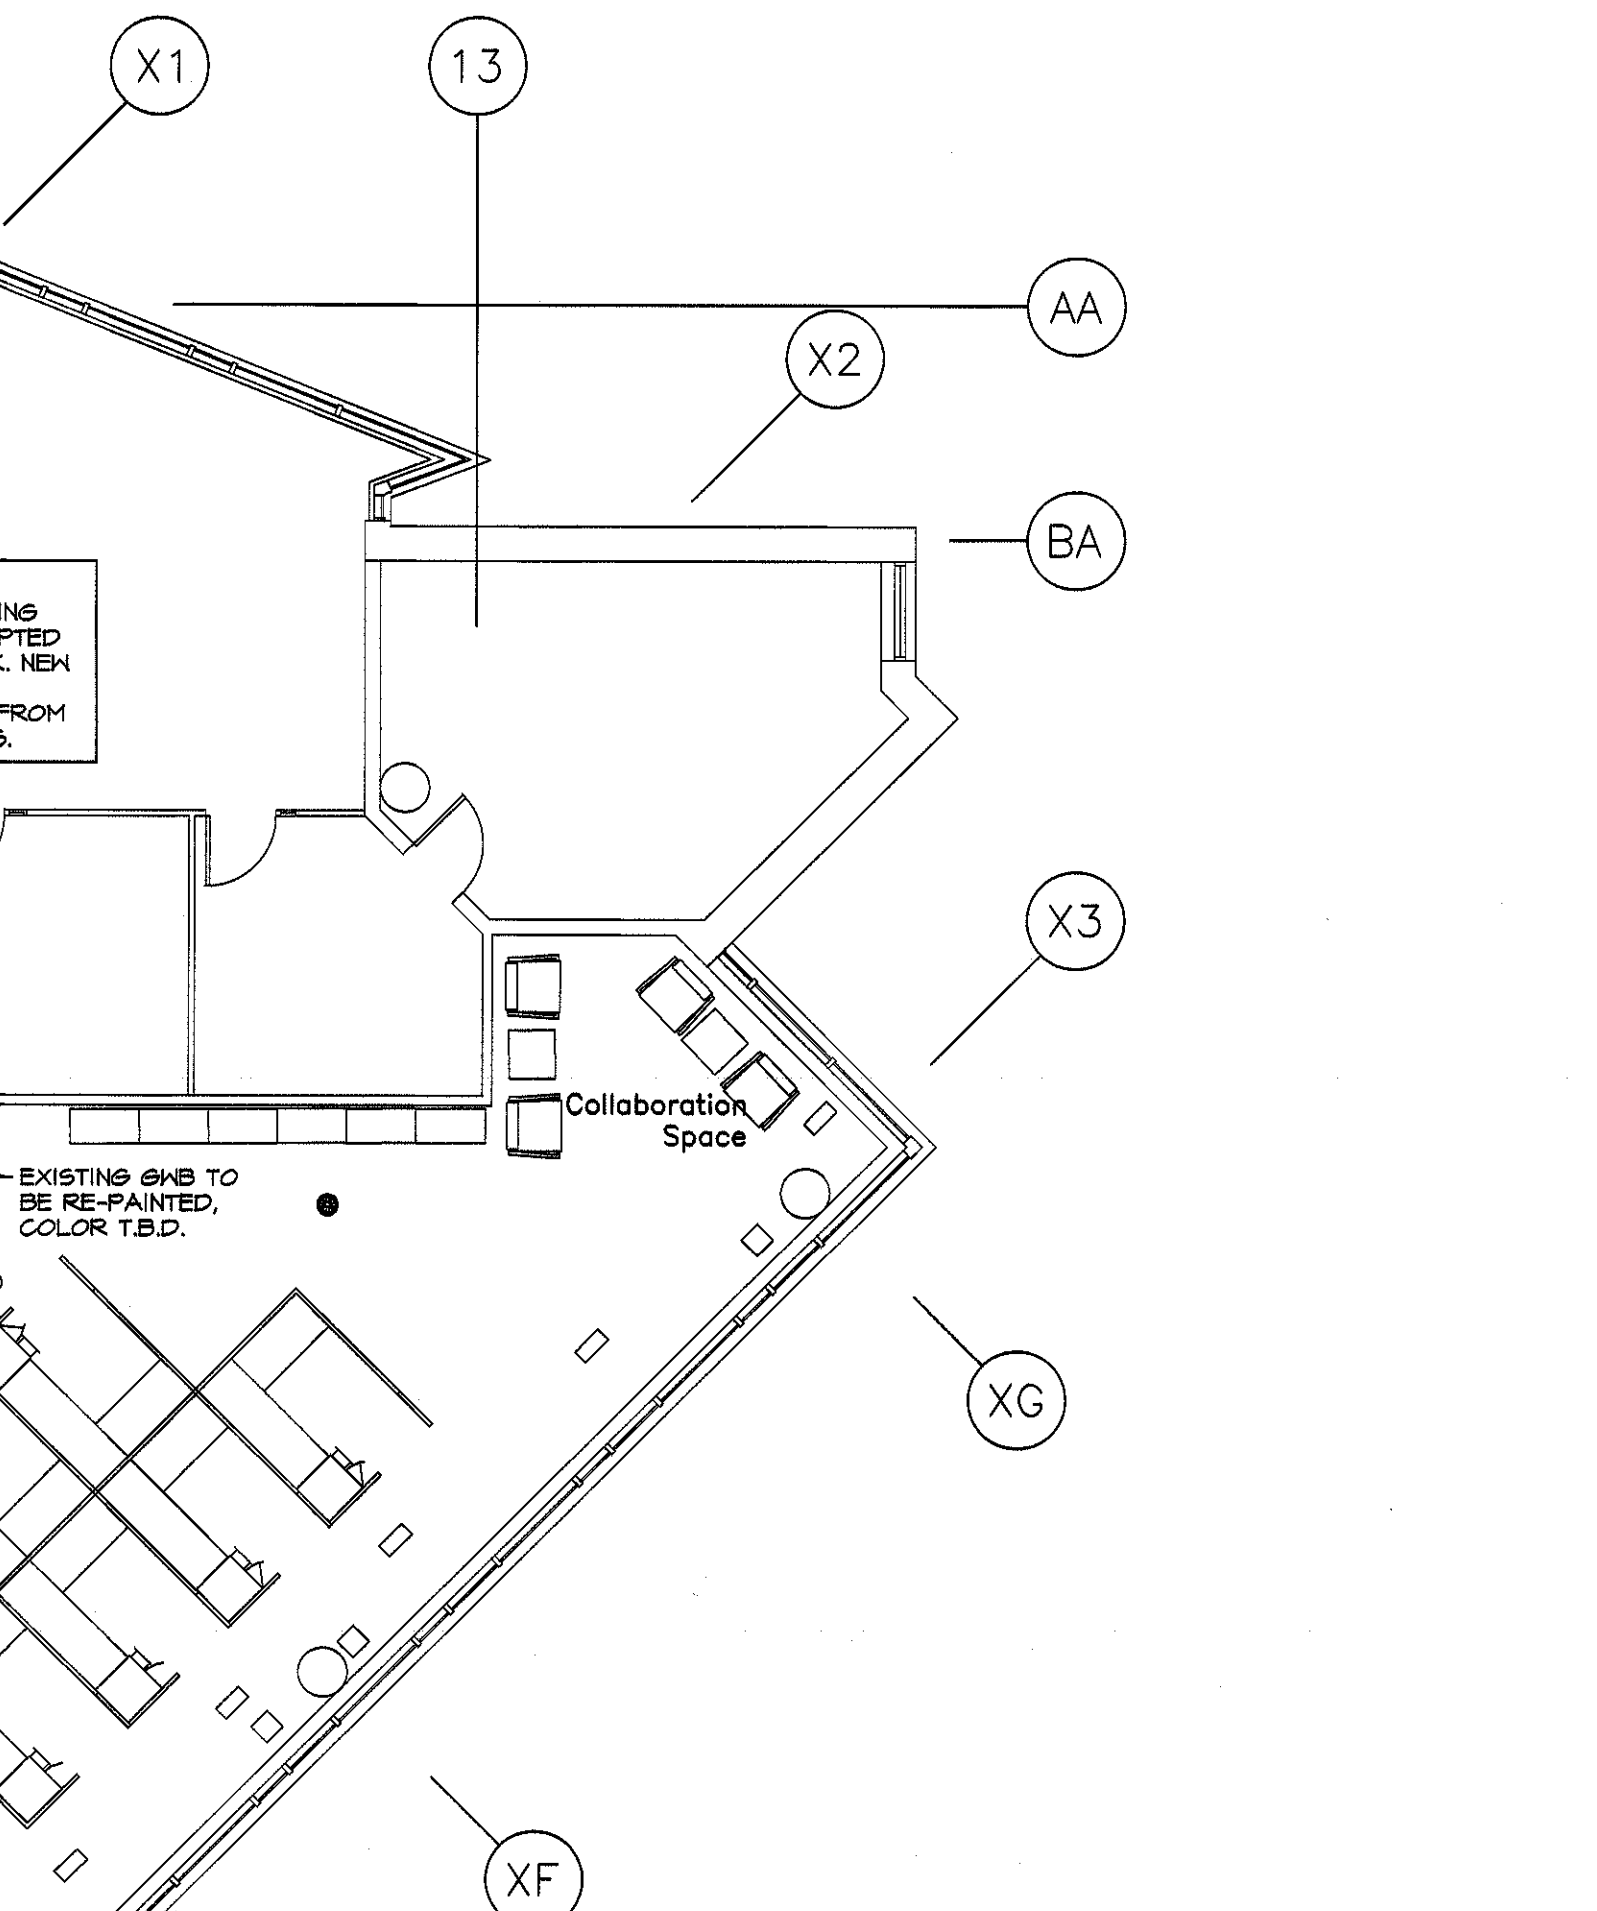 X1
13
AA
X2
BA
ING
PTED
. NEW
FROM
S.
X3
Collaboration
Space
EXISTING GWB TO
BE RE-PAINTED,
COLOR T.B.D.
XG
XF